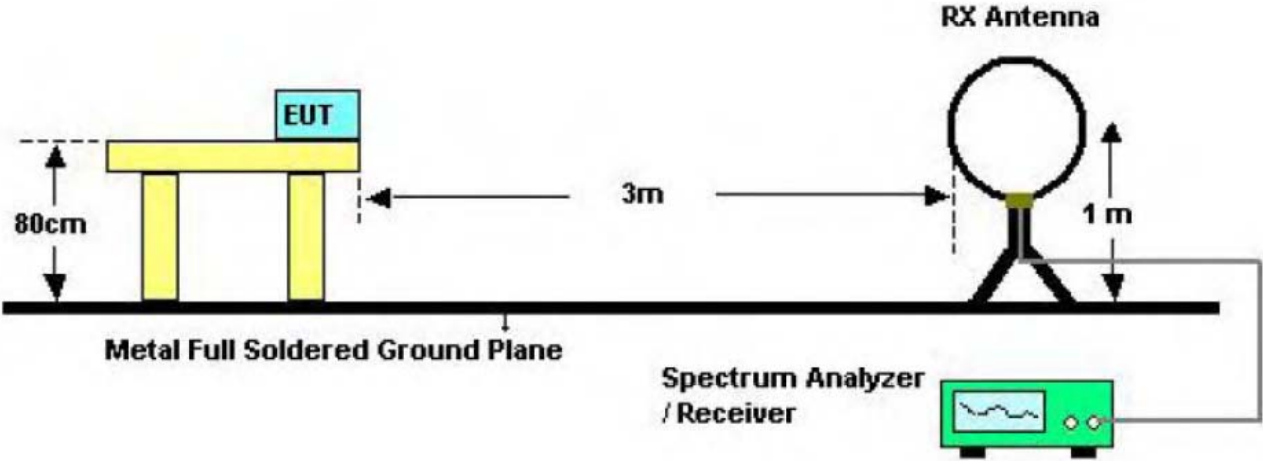 RX Antenna
EUT
80cm
3m
1 m
Metal Full Soldered Ground Plane
Spectrum Analyzer
/ Receiver